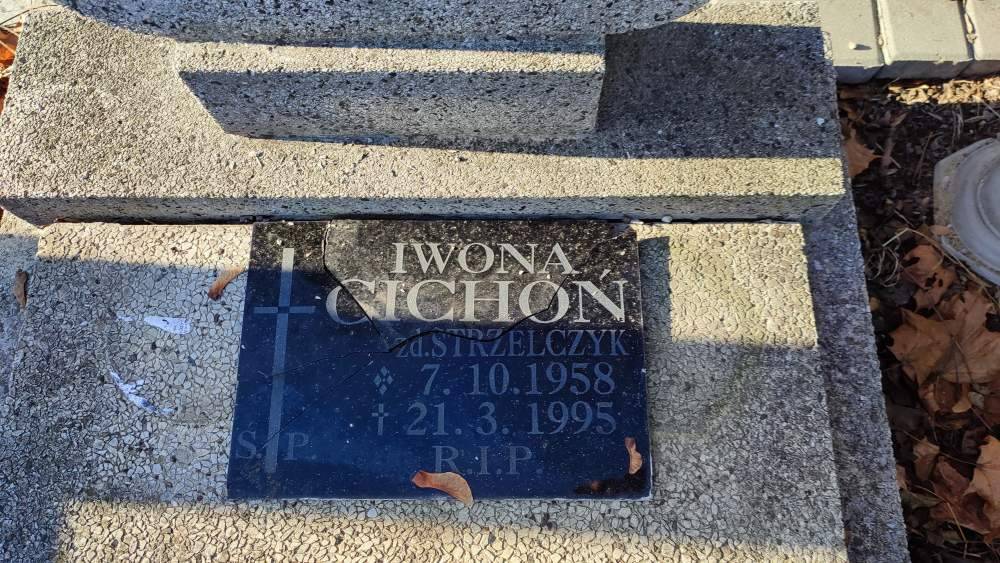 IWONA
CICHOŃ
zd. STRZELCZYK
7. 10. 1958
† 21. 3. 1995
Ś.P
R.I.P.